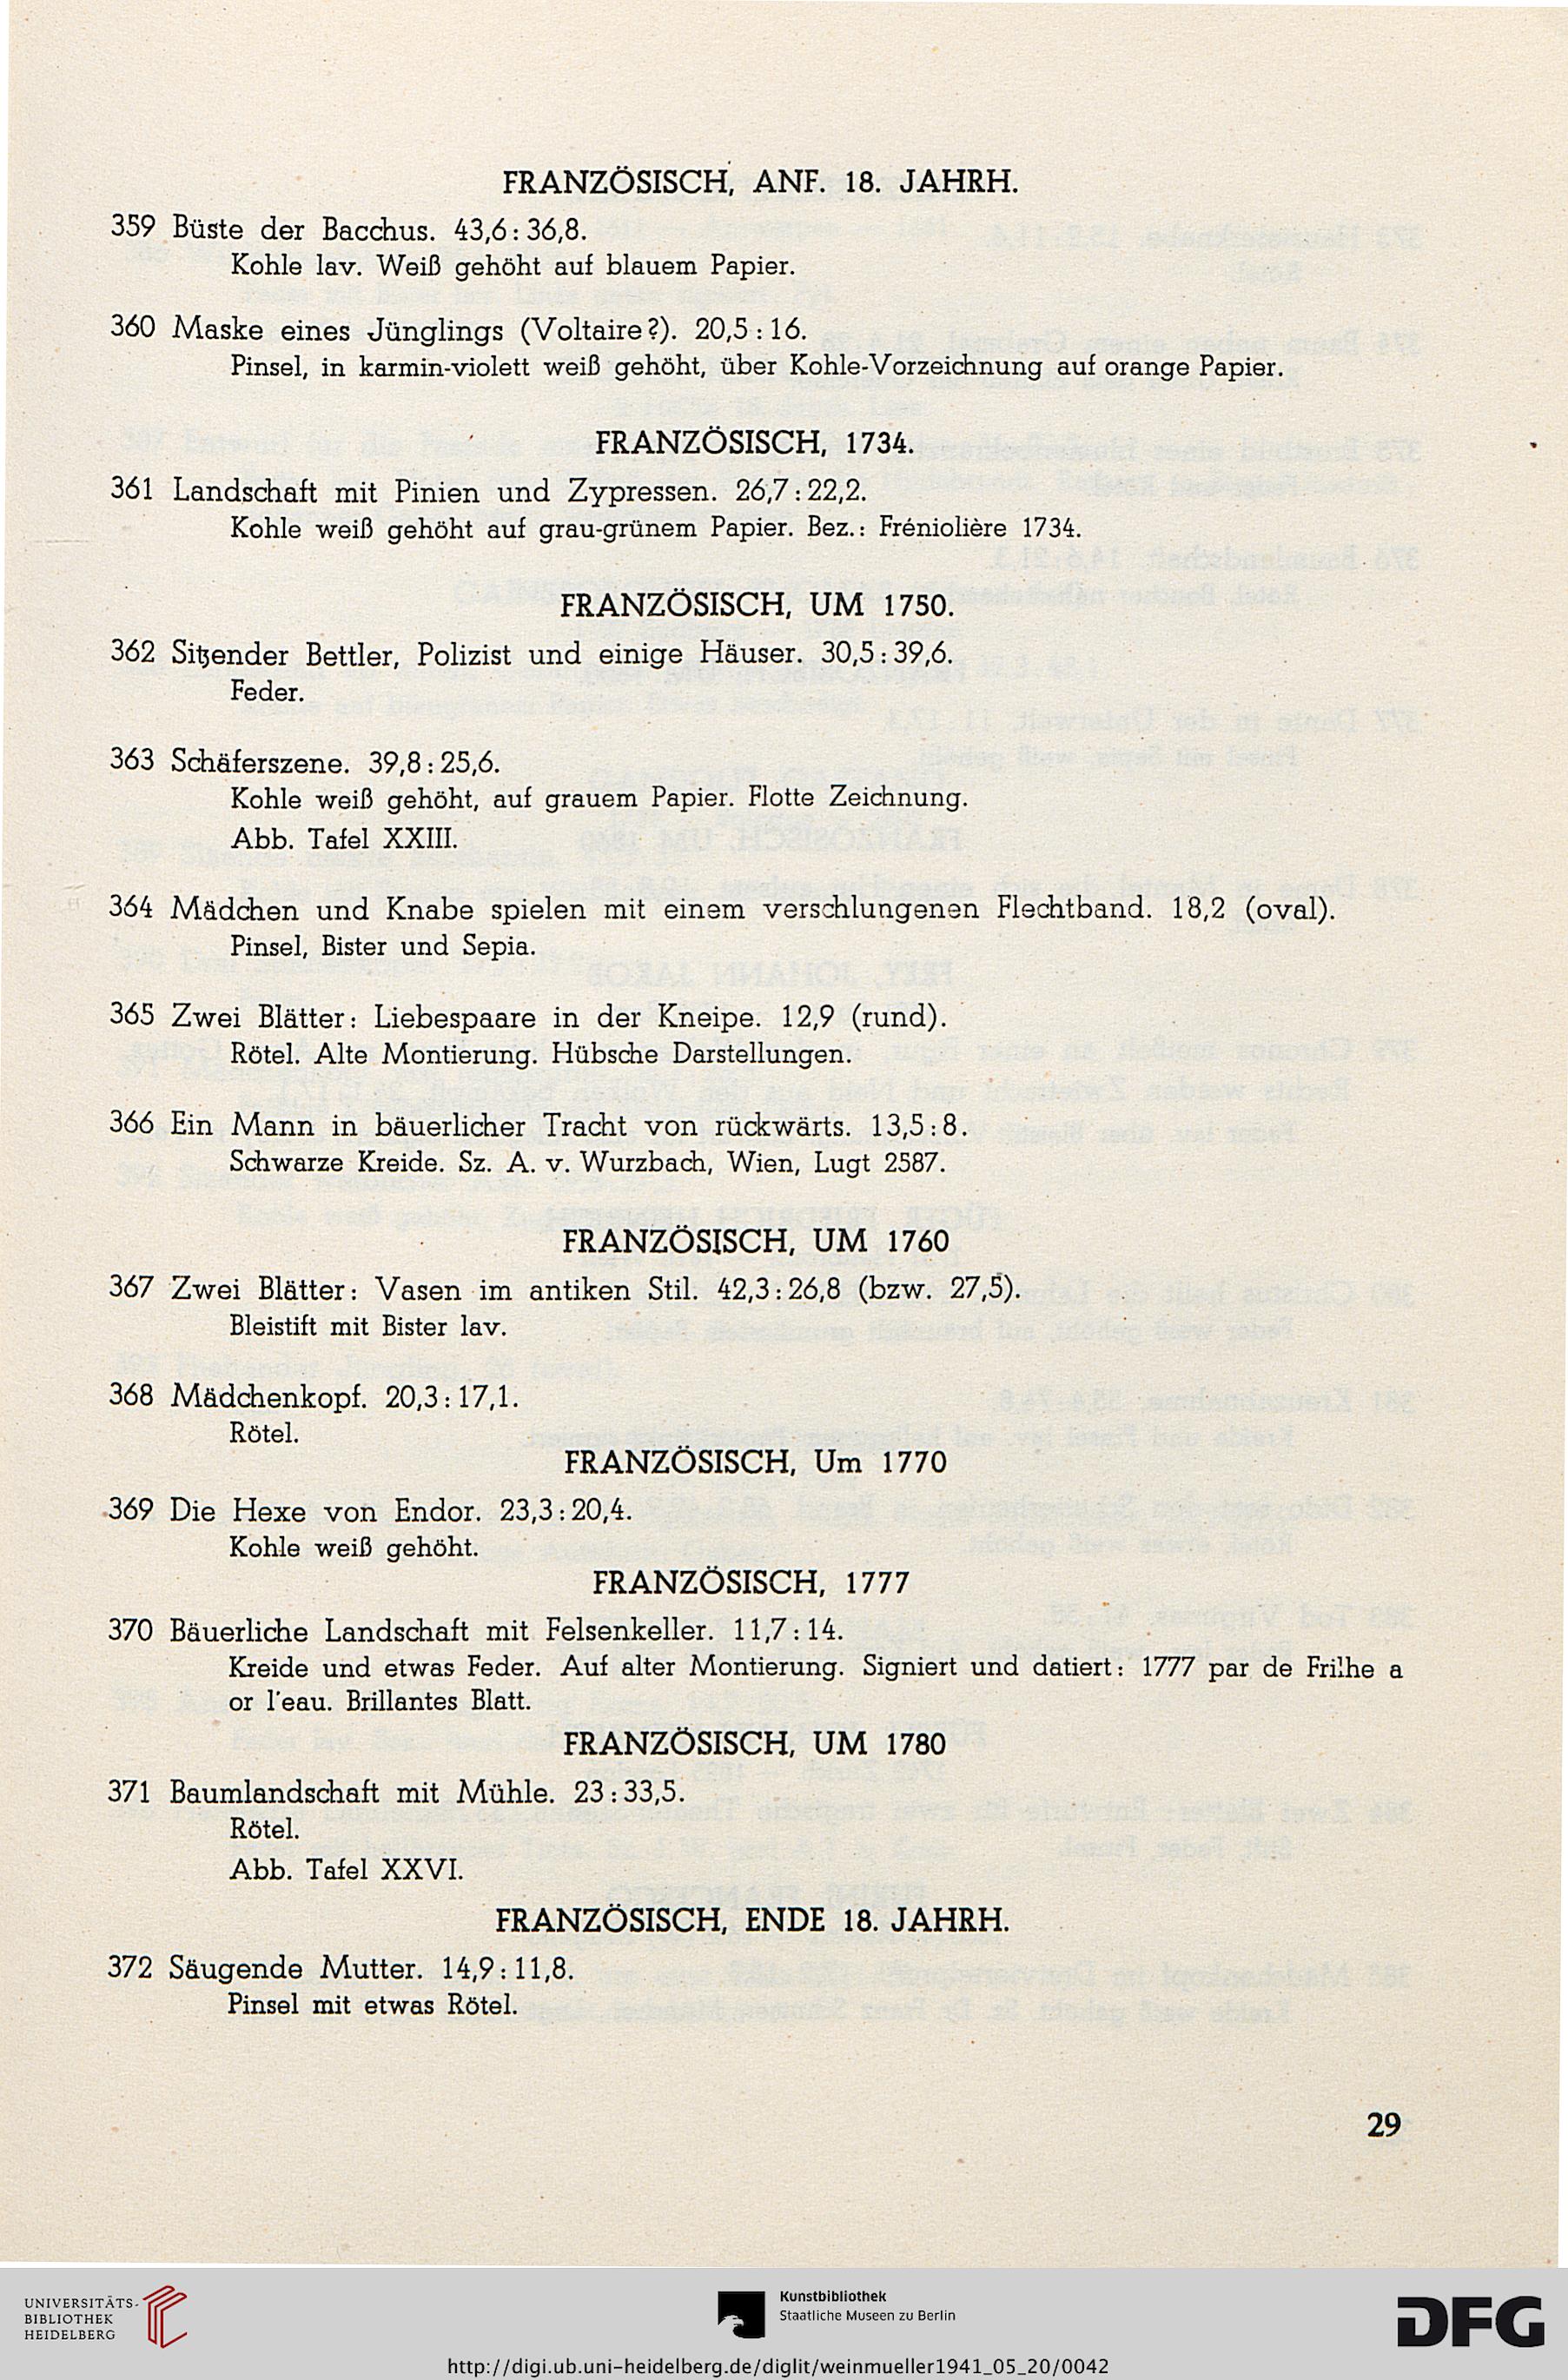 FRANZÖSISCH, ANF. 18. JAHRH.
359 Büste der Bacchus. 43,6 : 36,8.
Kohle lav. Weiß gehöht auf blauem Papier.
360 Maske eines Jünglings (Voltaire?). 20,5 : 16.
Pinsel, in karmin-violett weiß gehöht, über Kohle-Vorzeichnung auf orange Papier.
FRANZÖSISCH, 1734.
361 Landschaft mit Pinien und Zypressen. 26,7 : 22,2.
Kohle weiß gehöht auf grau-grünem Papier. Bez.: Fréniolière 1734.
FRANZÖSISCH, UM 1750.
362 Sitzender Bettler, Polizist und einige Häuser. 30,5 : 39,6.
Feder.
363 Schäferszene. 39,8 : 25,6.
Kohle weiß gehöht, auf grauem Papier. Flotte Zeichnung.
Abb. Tafel XXIII.
364 Mädchen und Knabe spielen mit einem verschlungenen Flechtband. 18,2 (oval).
Pinsel, Bister und Sepia.
365 Zwei Blätter: Liebespaare in der Kneipe. 12,9 (rund).
Rötel. Alte Montierung. Hübsche Darstellungen.
366 Ein Mann in bäuerlicher Tracht von rückwärts. 13,5 : 8.
Schwarze Kreide. Sz. A. v. Wurzbach, Wien, Lugt 2587.
FRANZÖSISCH, UM 1760
367 Zwei Blätter: Vasen im antiken Stil. 42,3 : 26,8 (bzw. 27,5).
Bleistift mit Bister lav.
368 Mädchenkopf. 20,3 : 17,1.
Rötel.
FRANZÖSISCH, Um 1770
369 Die Hexe von Endor. 23,3 : 20,4.
Kohle weiß gehöht.
FRANZÖSISCH, 1777
370 Bäuerliche Landschaft mit Felsenkeller. 11,7 : 14.
Kreide und etwas Feder. Auf alter Montierung. Signiert und datiert: 1777 par de Frilhe a
or l'eau. Brillantes Blatt.
FRANZÖSISCH, UM 1780
371 Baumlandschaft mit Mühle. 23 : 33,5.
Rötel.
Abb. Tafel XXVI.
FRANZÖSISCH, ENDE 18. JAHRH.
372 Säugende Mutter. 14,9 : 11,8.
Pinsel mit etwas Rötel.
29
UNIVERSITÄTS-
BIBLIOTHEK
HEIDELBERG
Kunstbibliothek
Staatliche Museen zu Berlin
DFG
http://digi.ub.uni-heidelberg.de/diglit/weinmueller1941_05_20/0042